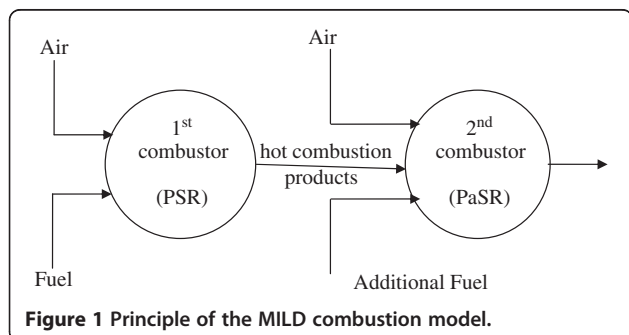 Air
Air
1st
combustor
(PSR)
hot combustion
products
2nd
combustor
(PaSR)
Fuel
Additional Fuel
Figure 1 Principle of the MILD combustion model.